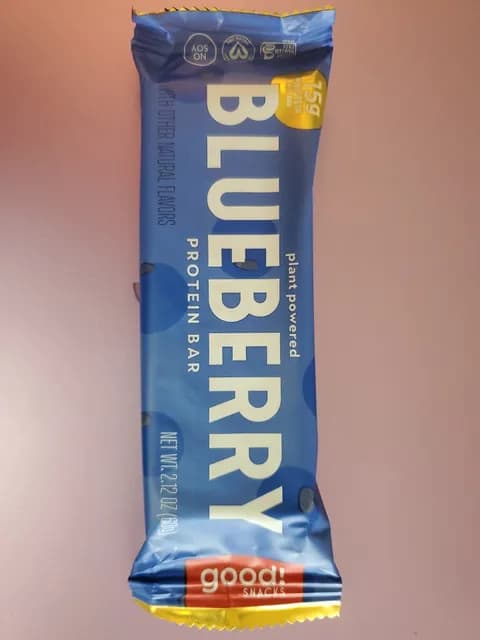 good!
SNACKS
plant powered
BLUEBERRY
PROTEIN BAR
WITH OTHER NATURAL FLAVORS
NET WT. 2.12 OZ (60g)
15g
NO
SOY